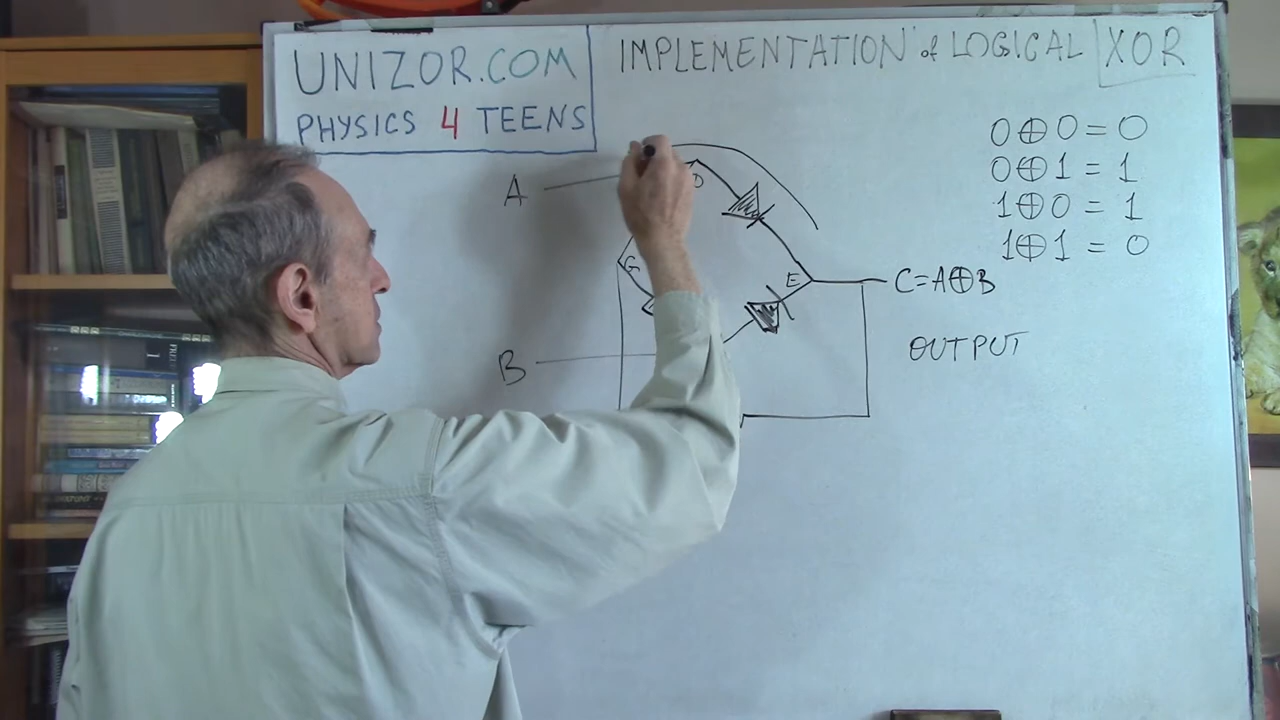 UNIZOR.COM
PHYSICS 4 TEENS
IMPLEMENTATION of LOGICAL XOR
0⊕0=0
0⊕1=1
1⊕0=1
1⊕1=0
A
D
G
E
C=A⊕B
B
OUTPUT